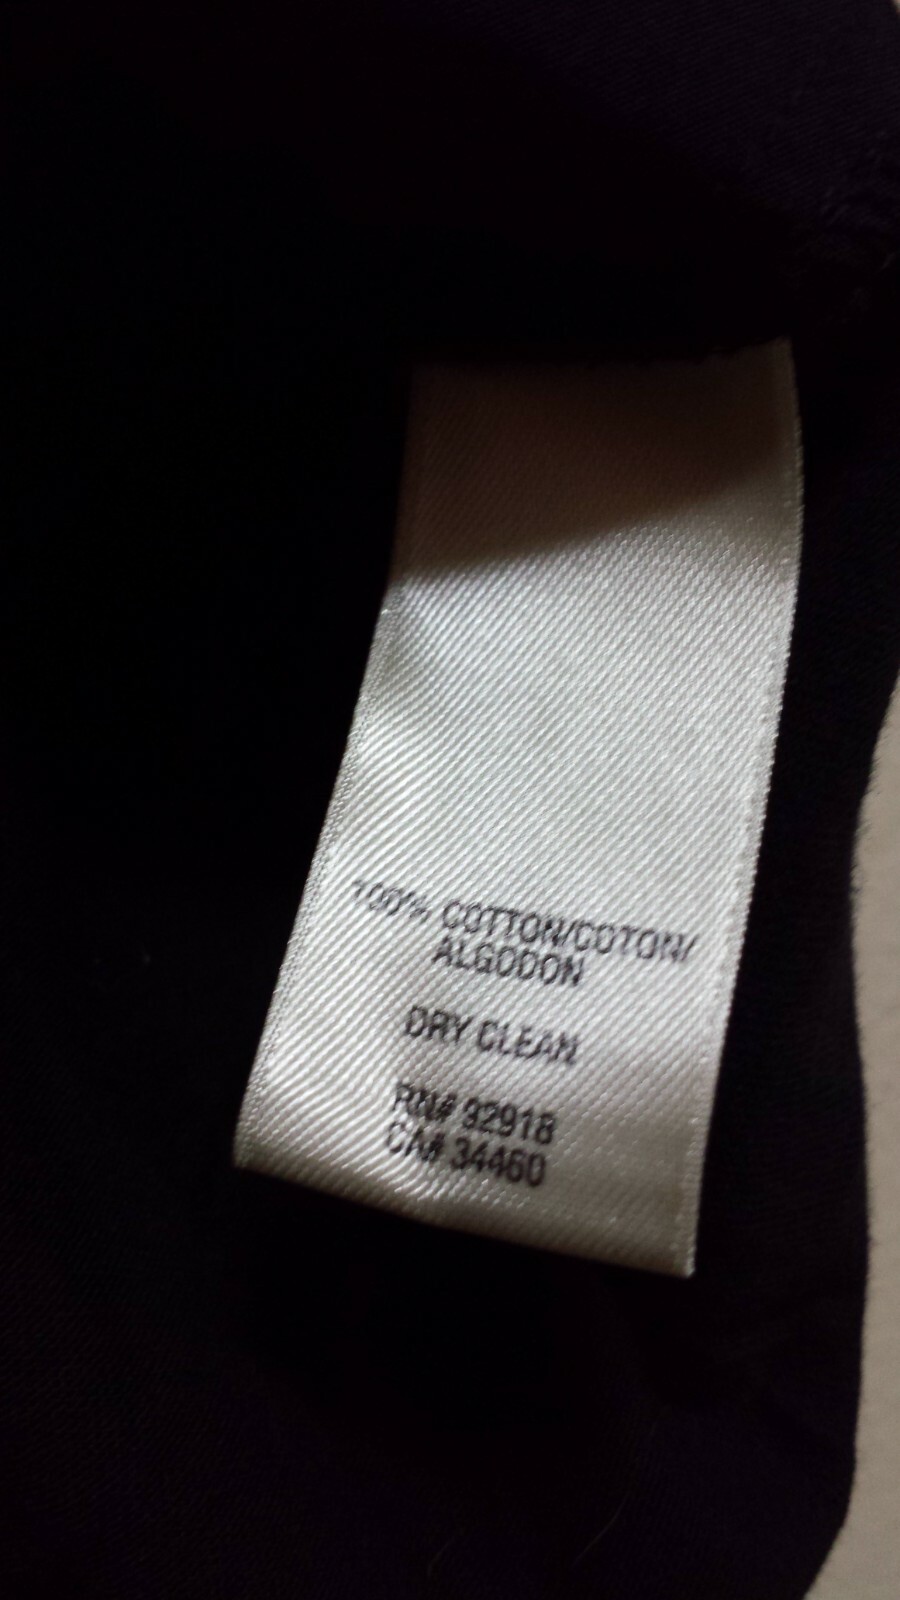 100% COTTON/COTON/
ALGODON
DRY CLEAN
RN# 92918
CA# 34460